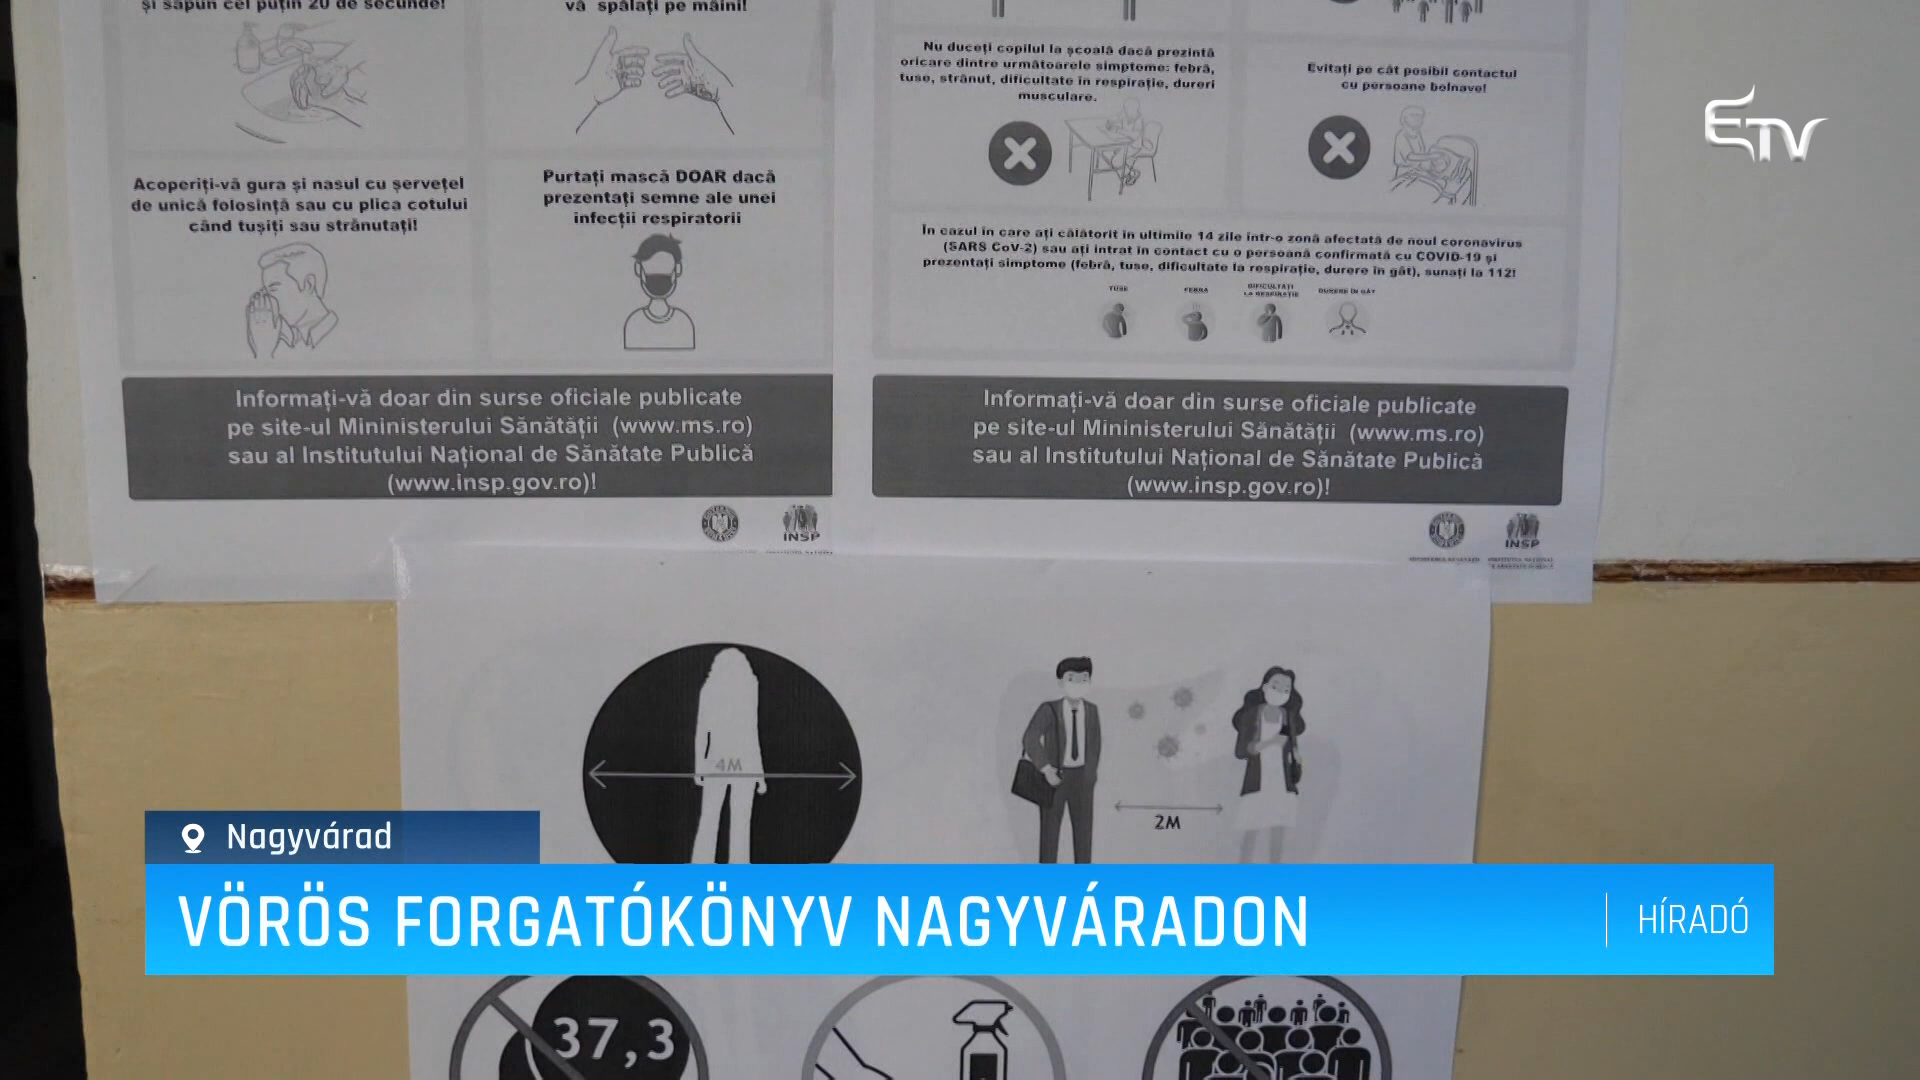 și săpun cel puțin 20 de secunde!
vă spălați pe mâini!
Acoperiți-vă gura și nasul cu șervețel
de unică folosință sau cu plica cotului
când tușiți sau strănutați!
Purtați mască DOAR dacă
prezentați semne ale unei
infecții respiratorii
Informați-vă doar din surse oficiale publicate
pe site-ul Mininisterului Sănătății (www.ms.ro)
sau al Institutului Național de Sănătate Publică
(www.insp.gov.ro)!
INSP
Nu duceți copilul la școală dacă prezintă
oricare dintre următoarele simptome: febră,
tuse, strănut, dificultate în respirație, dureri
musculare.
Evitați pe cât posibil contactul
cu persoane bolnave!
În cazul în care ați călătorit în ultimile 14 zile într-o zonă afectată de noul coronavirus
(SARS CoV-2) sau ați intrat în contact cu o persoană confirmată cu COVID-19 și
prezentați simptome (febră, tuse, dificultate la respirație, durere în gât), sunați la 112!
TUSE
FEBRA
DIFICULTĂȚI
LA RESPIRAȚIE
DURERE ÎN GÂT
Informați-vă doar din surse oficiale publicate
pe site-ul Mininisterului Sănătății (www.ms.ro)
sau al Institutului Național de Sănătate Publică
(www.insp.gov.ro)!
INSP
ETV
4M
2M
Nagyvárad
VÖRÖS FORGATÓKÖNYV NAGYVÁRADON
HÍRADÓ
37,3